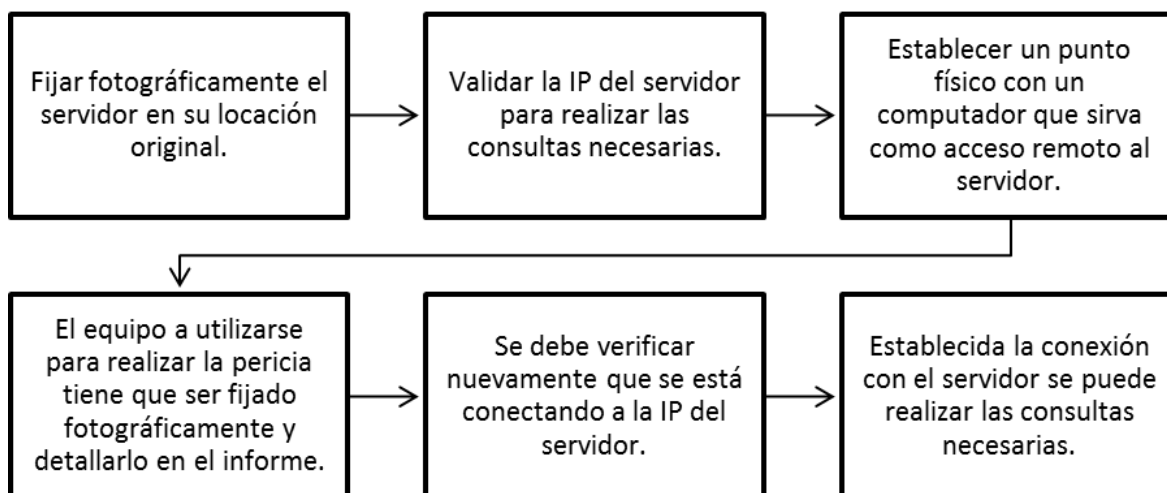 Fijar fotográficamente el
servidor en su locación
original.
Validar la IP del servidor
para realizar las
consultas necesarias.
Establecer un punto
físico con un
computador que sirva
como acceso remoto al
servidor.
El equipo a utilizarse
para realizar la pericia
tiene que ser fijado
fotográficamente y
detallarlo en el informe.
Se debe verificar
nuevamente que se está
conectando a la IP del
servidor.
Establecida la conexión
con el servidor se puede
realizar las consultas
necesarias.